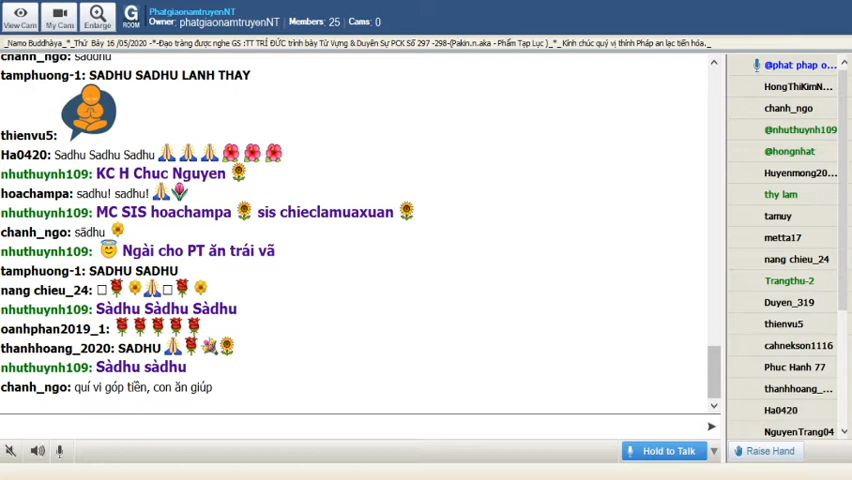 View Cam
My Cam
Enlarge
G ROOM
PhatgiaonamtruyenNT
Owner: phatgiaonamtruyenNT | Members: 25 | Cams: 0
_Namo Buddhàya_*_Thứ Bảy 16 /05/2020 -*-Đạo tràng được nghe GS :TT TRÍ ĐỨC trình bày Từ Vựng & Duyên Sự PCK Số 297 -298-(Pakin.n.aka - Phẩm Tạp Lục )_*_ Kính chúc quý vị thính Pháp an lạc tiến hóa._
chanh_ngo: sādhu
tamphuong-1: SADHU SADHU LANH THAY
thienvu5:
Ha0420: Sadhu Sadhu Sadhu
nhuthuynh109: KC H Chuc Nguyen
hoachampa: sadhu! sadhu!
nhuthuynh109: MC SIS hoachampa sis chieclamuaxuan
chanh_ngo: sādhu
nhuthuynh109: Ngài cho PT ăn trái vã
tamphuong-1: SADHU SADHU
nang chieu_24:
nhuthuynh109: Sàdhu Sàdhu Sàdhu
oanhphan2019_1:
thanhhoang_2020: SADHU
nhuthuynh109: Sàdhu sàdhu
chanh_ngo: quí vi góp tiền, con ăn giúp
Hold to Talk
@phat phap o...
HongThiKimN...
chanh_ngo
@nhuthuynh109
@hongnhat
Huyenmong20...
thy lam
tamuy
metta17
nang chieu_24
Trangthu-2
Duyen_319
thienvu5
cahnekson1116
Phuc Hanh 77
thanhhoang_...
Ha0420
NguyenTrang04
Raise Hand